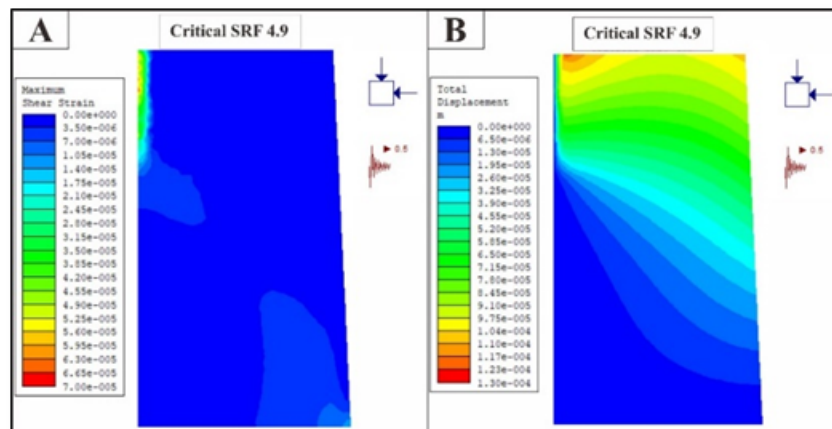 A
Critical SRF 4.9
Maximum
Shear Strain
0.00e+000
3.50e-006
7.00e-006
1.05e-005
1.40e-005
1.75e-005
2.10e-005
2.45e-005
2.80e-005
3.15e-005
3.50e-005
3.85e-005
4.20e-005
4.55e-005
4.90e-005
5.25e-005
5.60e-005
5.95e-005
6.30e-005
6.65e-005
7.00e-005
0.5
B
Critical SRF 4.9
Total
Displacement
m
0.00e+000
6.50e-006
1.30e-005
1.95e-005
2.60e-005
3.25e-005
3.90e-005
4.55e-005
5.20e-005
5.85e-005
6.50e-005
7.15e-005
7.80e-005
8.45e-005
9.10e-005
9.75e-005
1.04e-004
1.10e-004
1.17e-004
1.23e-004
1.30e-004
0.5